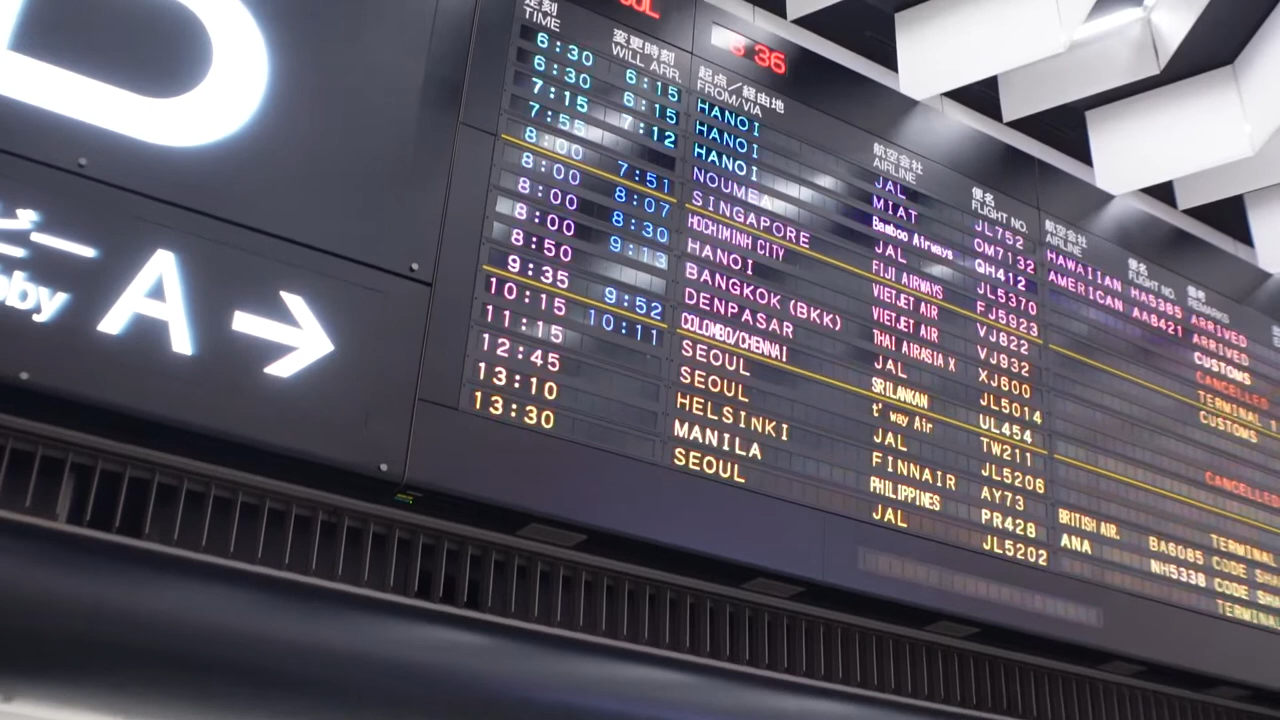 ビー
bby A →
定刻 変更時刻 起点／経由地 航空会社 便名 航空会社 便名 備考
TIME WILL ARR. FROM/VIA AIRLINE FLIGHT NO. AIRLINE FLIGHT NO. REMARKS
6:30 6:15 HANOI JAL JL752 HAWAIIAN HA5385 ARRIVED
6:30 6:15 HANOI MIAT OM7132 AMERICAN AA8421 ARRIVED
7:15 7:12 HANOI Bamboo Airways QH412 CUSTOMS
7:55 NOUMEA JAL JL5370 CANCELLED
8:00 7:51 SINGAPORE FIJI AIRWAYS FJ5923 TERMINAL 1
8:00 8:07 HOCHIMINH CITY VIETJET AIR VJ822 CUSTOMS
8:00 8:30 HANOI VIETJET AIR VJ932
8:00 9:13 BANGKOK (BKK) THAI AIRASIA X XJ600 CANCELLED
8:50 DENPASAR JAL JL5014
9:35 9:52 COLOMBO/CHENNAI SRILANKAN UL454
10:15 10:11 SEOUL t' way Air TW211
11:15 SEOUL JAL JL5206 TERMINAL
12:45 HELSINKI FINNAIR AY73 BRITISH AIR. BA6085 CODE SHA
13:10 MANILA PHILIPPINES PR428 ANA NH5338 CODE SHA
13:30 SEOUL JAL JL5202 TERMINAL